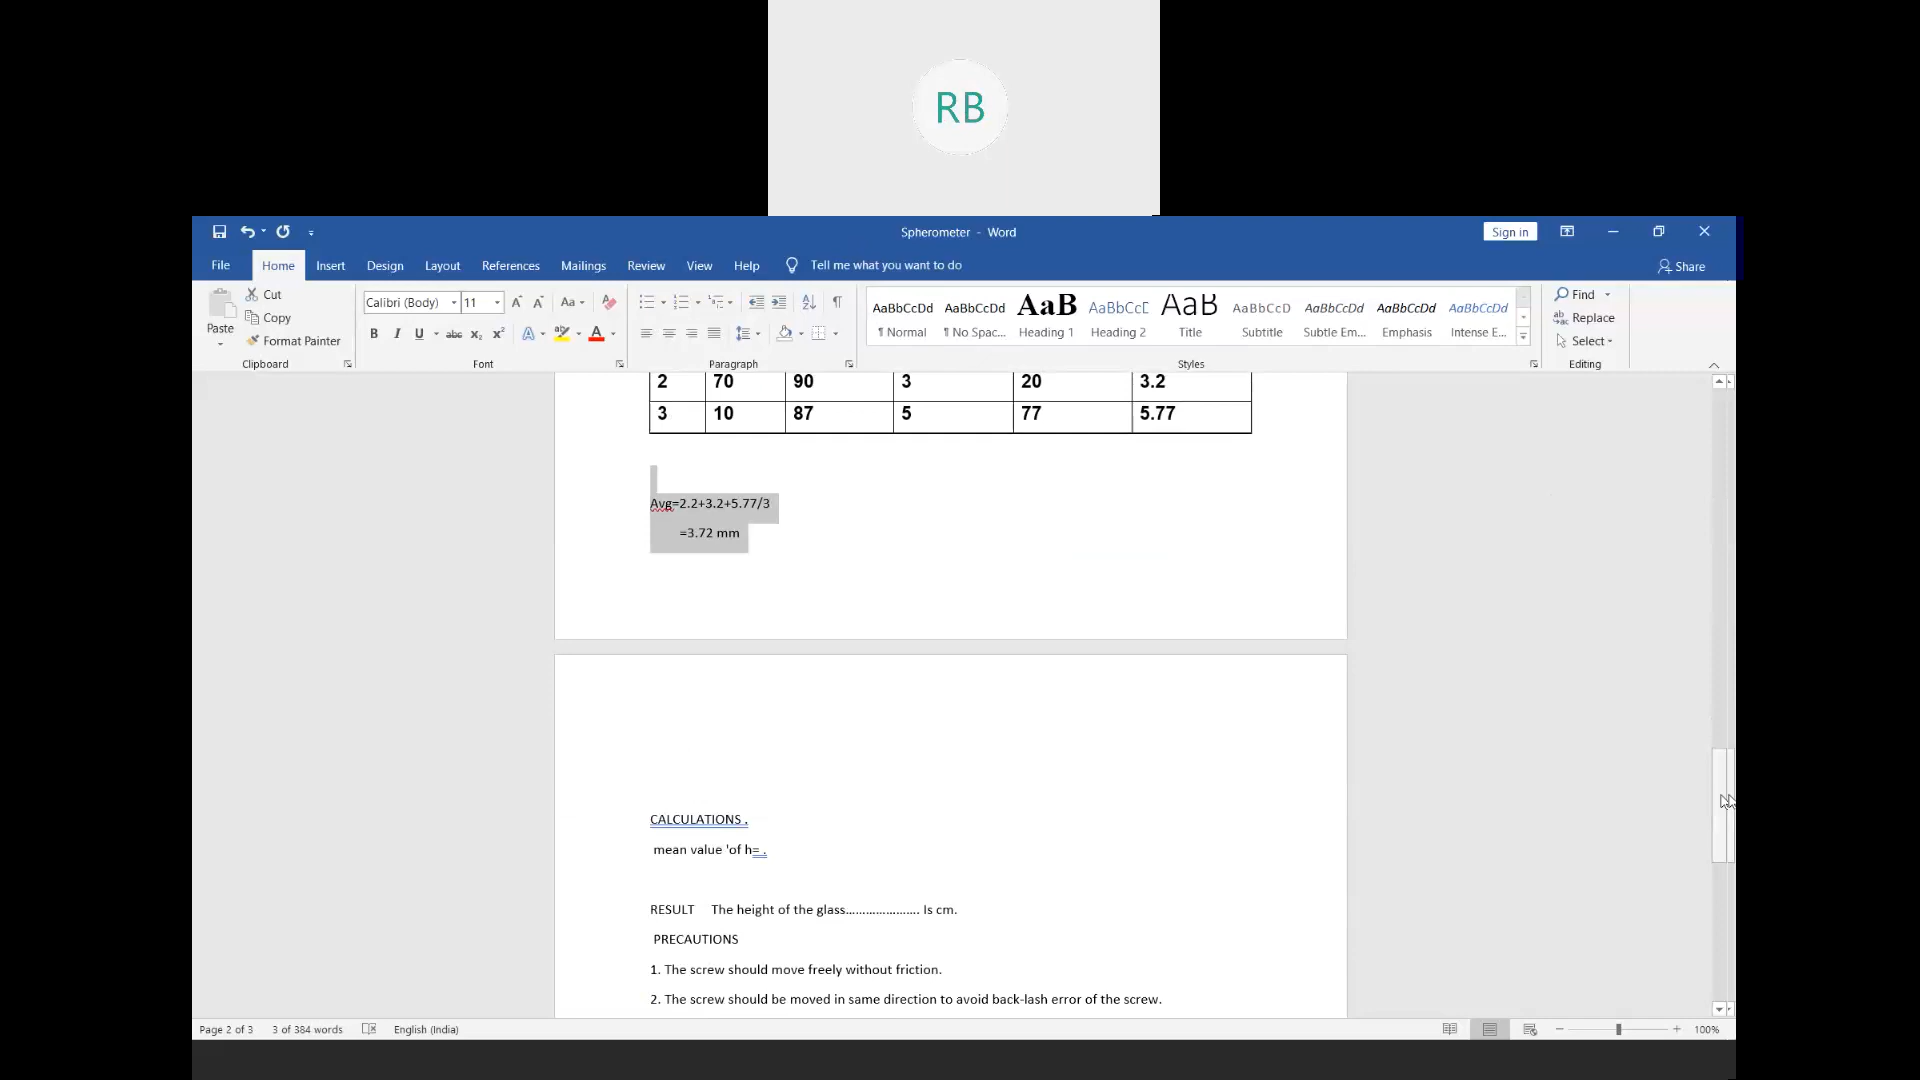 RB
Spherometer - Word
Sign in
File Home Insert Design Layout References Mailings Review View Help Tell me what you want to do
Share
Paste
Cut
Copy
Format Painter
Clipboard
Calibri (Body) 11
Font
Paragraph
AaBbCcDd AaBbCcDd AaB AaBbCcE AaB AaBbCcD AaBbCcDd AaBbCcDd AaBbCcDd
¶ Normal ¶ No Spac... Heading 1 Heading 2 Title Subtitle Subtle Em... Emphasis Intense E...
Styles
Find
Replace
Select
Editing
2 70 90 3 20 3.2
3 10 87 5 77 5.77
Avg=2.2+3.2+5.77/3
=3.72 mm
CALCULATIONS .
mean value 'of h= .
RESULT The height of the glass…………………. Is cm.
PRECAUTIONS
1. The screw should move freely without friction.
2. The screw should be moved in same direction to avoid back-lash error of the screw.
Page 2 of 3 3 of 384 words English (India) 100%